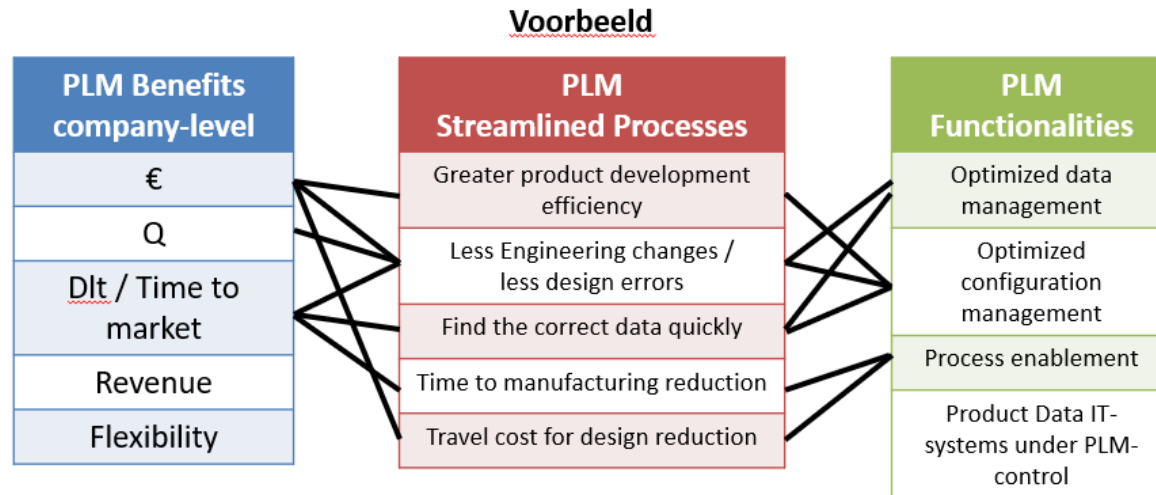 Voorbeeld
PLM Benefits
company-level
€
Q
Dlt / Time to
market
Revenue
Flexibility
PLM
Streamlined Processes
Greater product development
efficiency
Less Engineering changes /
less design errors
Find the correct data quickly
Time to manufacturing reduction
Travel cost for design reduction
PLM
Functionalities
Optimized data
management
Optimized
configuration
management
Process enablement
Product Data IT-
systems under PLM-
control